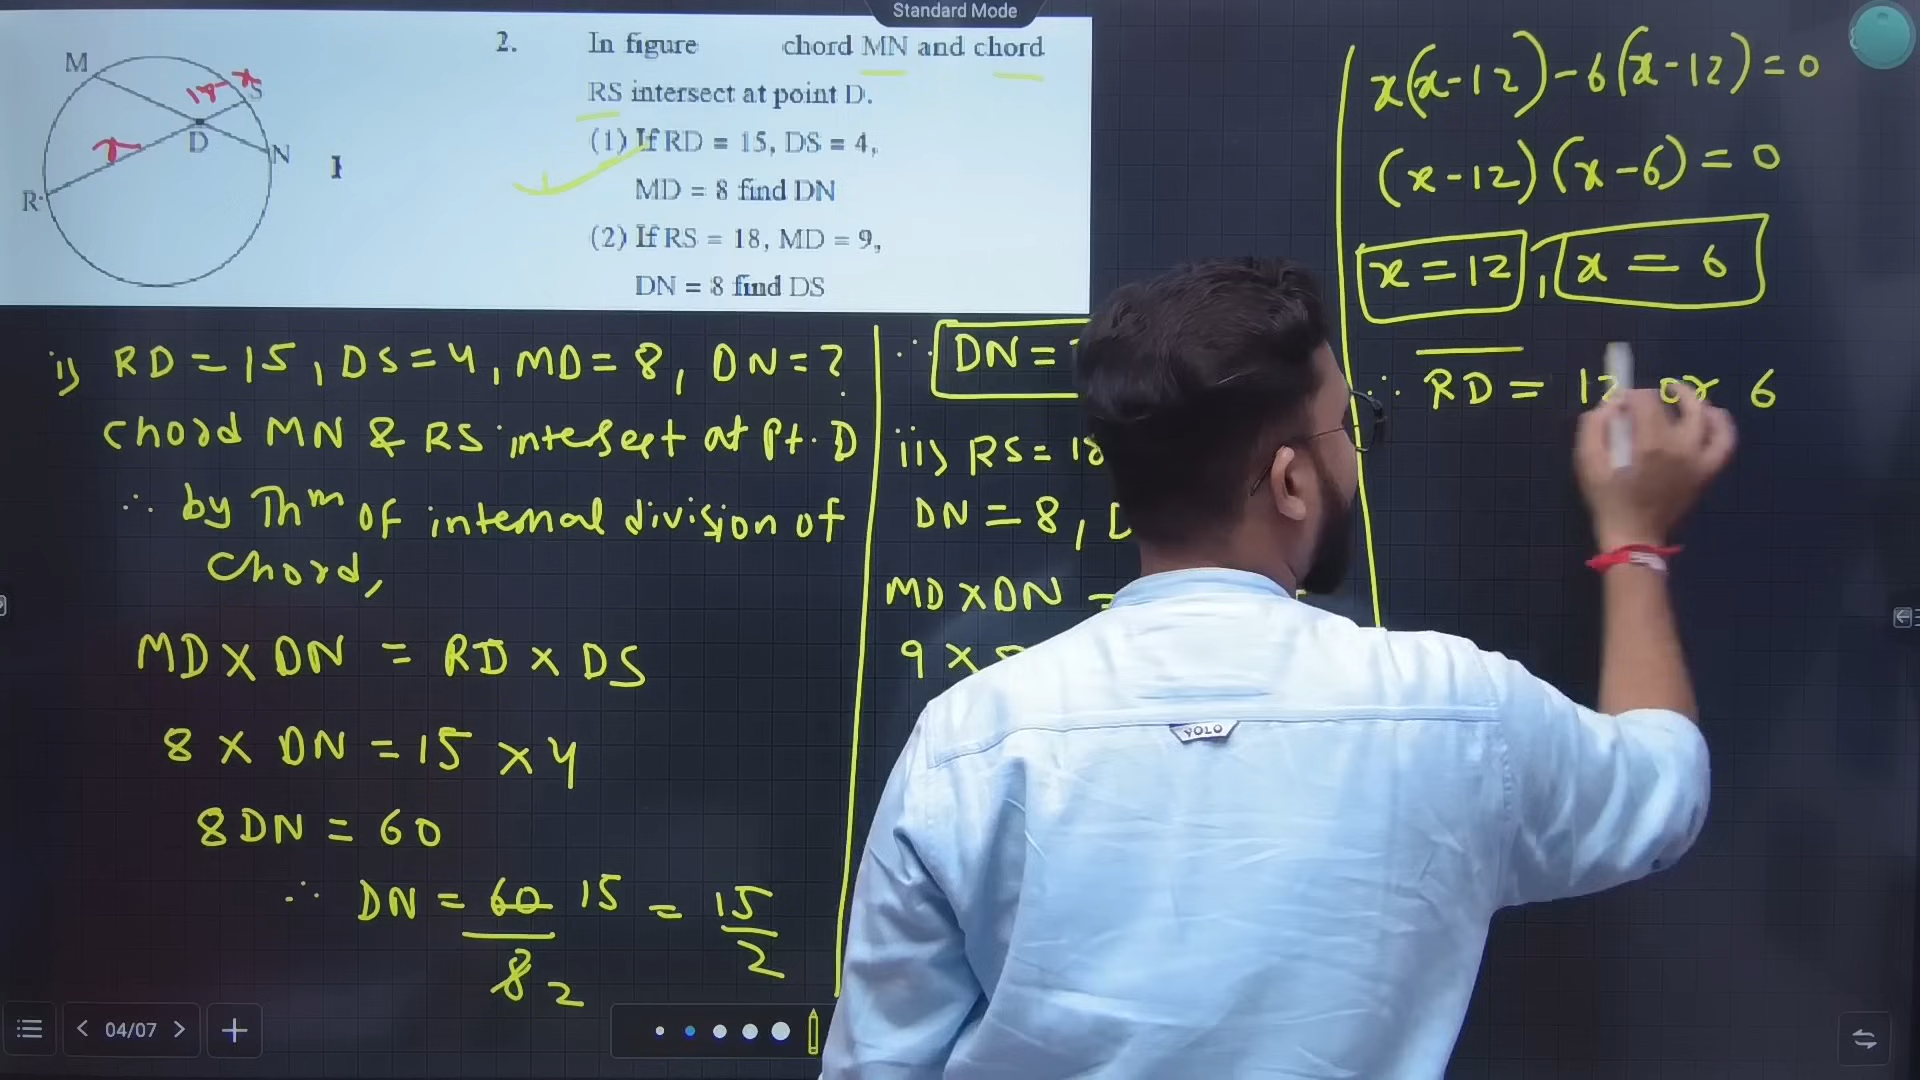 Standard Mode
2. In figure chord MN and chord
RS intersect at point D.
(1) If RD = 15, DS = 4,
MD = 8 find DN
(2) If RS = 18, MD = 9,
DN = 8 find DS
M
18-x
S
x
D
N
R
i) RD = 15, DS = 4, MD = 8, DN = ?
Chord MN & RS intersect at Pt. D
∴ by Thm of internal division of
Chord,
MD × DN = RD × DS
8 × DN = 15 × 4
8DN = 60
∴ DN = 60/8 15/2 = 15/2
∴ DN =
ii) RS = 18
DN = 8,
MD × DN =
9 ×
x(x-12)-6(x-12)=0
(x-12)(x-6)=0
x=12, x=6
∴ RD = 12 or 6
YOLO
04/07